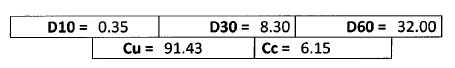 D10 = 0.35 D30 = 8.30 D60 = 32.00
Cu = 91.43 Cc = 6.15